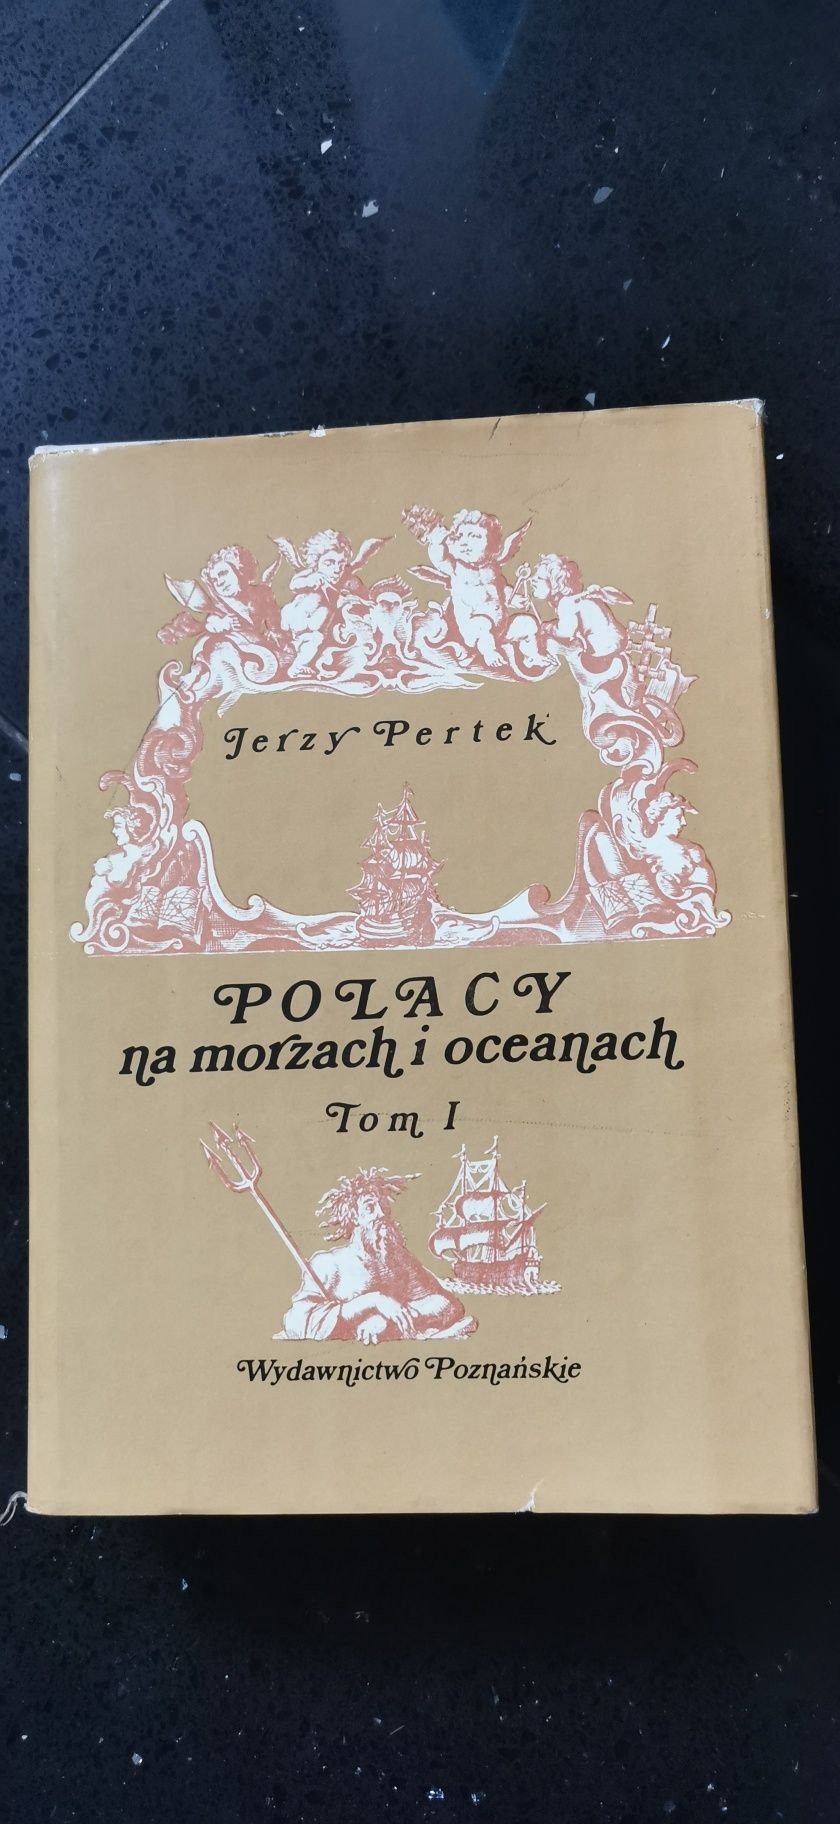 Jerzy Pertek
POLACY
na morzach i oceanach
Tom I
Wydawnictwo Poznańskie